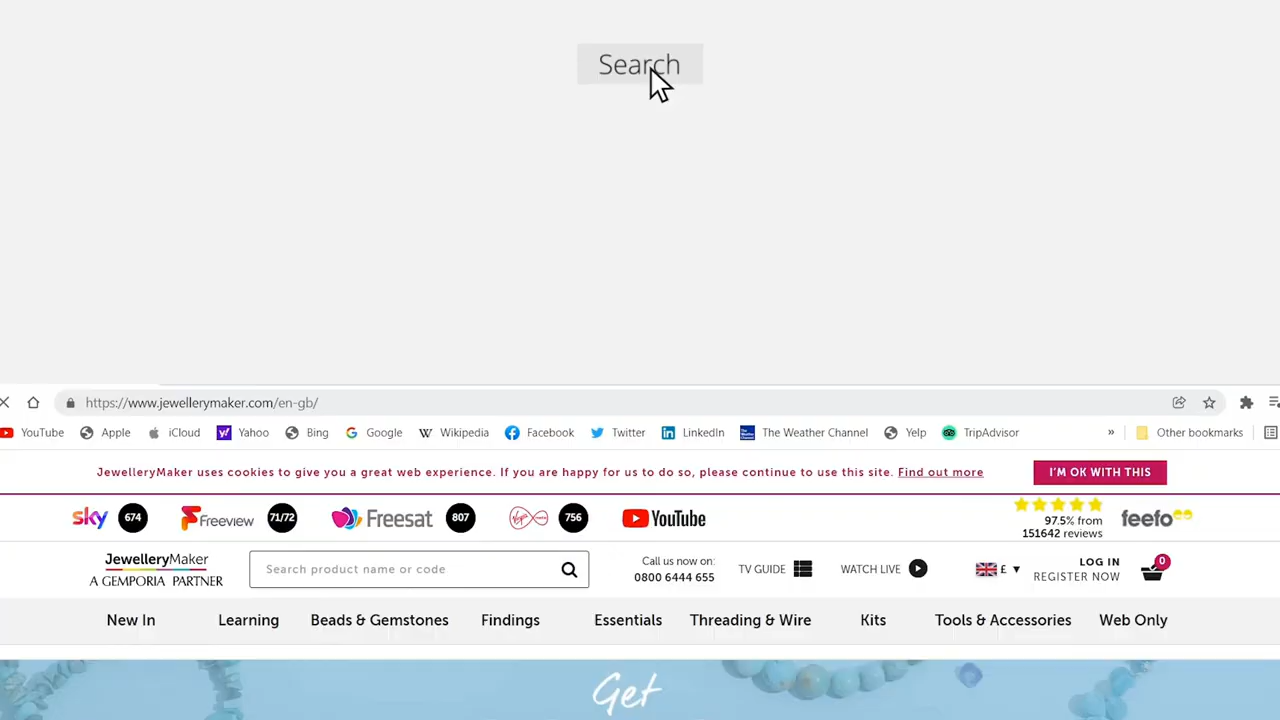 Search
https://www.jewellerymaker.com/en-gb/
YouTube Apple iCloud Yahoo Bing Google Wikipedia Facebook Twitter LinkedIn The Weather Channel Yelp TripAdvisor » Other bookmarks
JewelleryMaker uses cookies to give you a great web experience. If you are happy for us to do so, please continue to use this site. Find out more I'M OK WITH THIS
sky 674 Freeview 71/72 Freesat 807 756 YouTube 97.5% from feefo
151642 reviews
JewelleryMaker Search product name or code Call us now on: TV GUIDE WATCH LIVE £ LOG IN 0
A GEMPORIA PARTNER 0800 6444 655 REGISTER NOW
New In Learning Beads & Gemstones Findings Essentials Threading & Wire Kits Tools & Accessories Web Only
Get